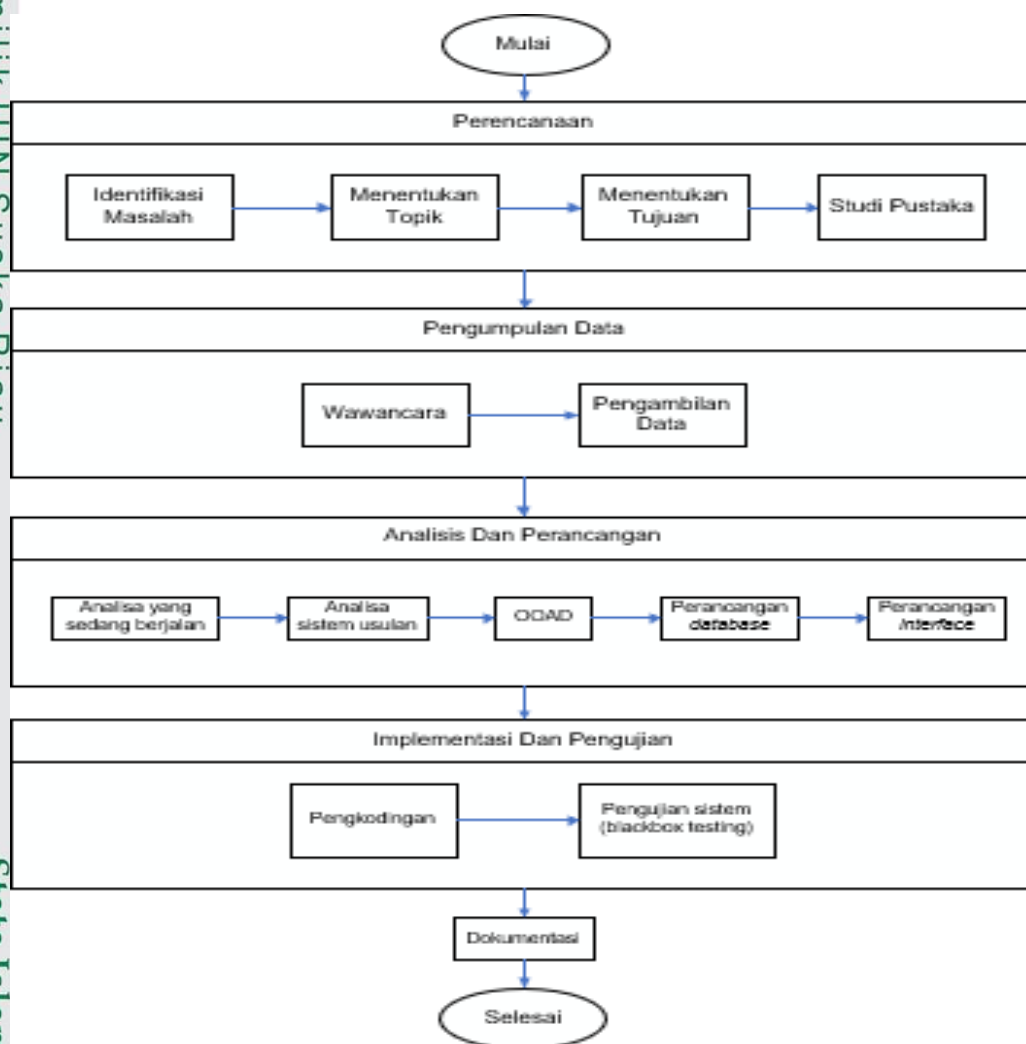 Mulai
Perencanaan
Identifikasi
Masalah
Menentukan
Topik
Menentukan
Tujuan
Studi Pustaka
Pengumpulan Data
Wawancara
Pengambilan
Data
Analisis Dan Perancangan
Analisa yang
sedang berjalan
Analisa
sistem usulan
OOAD
Perancangan
database
Perancangan
Interface
Implementasi Dan Pengujian
Pengkodingan
Pengujian sistem
(blackbox testing)
Dokumentasi
Selesai